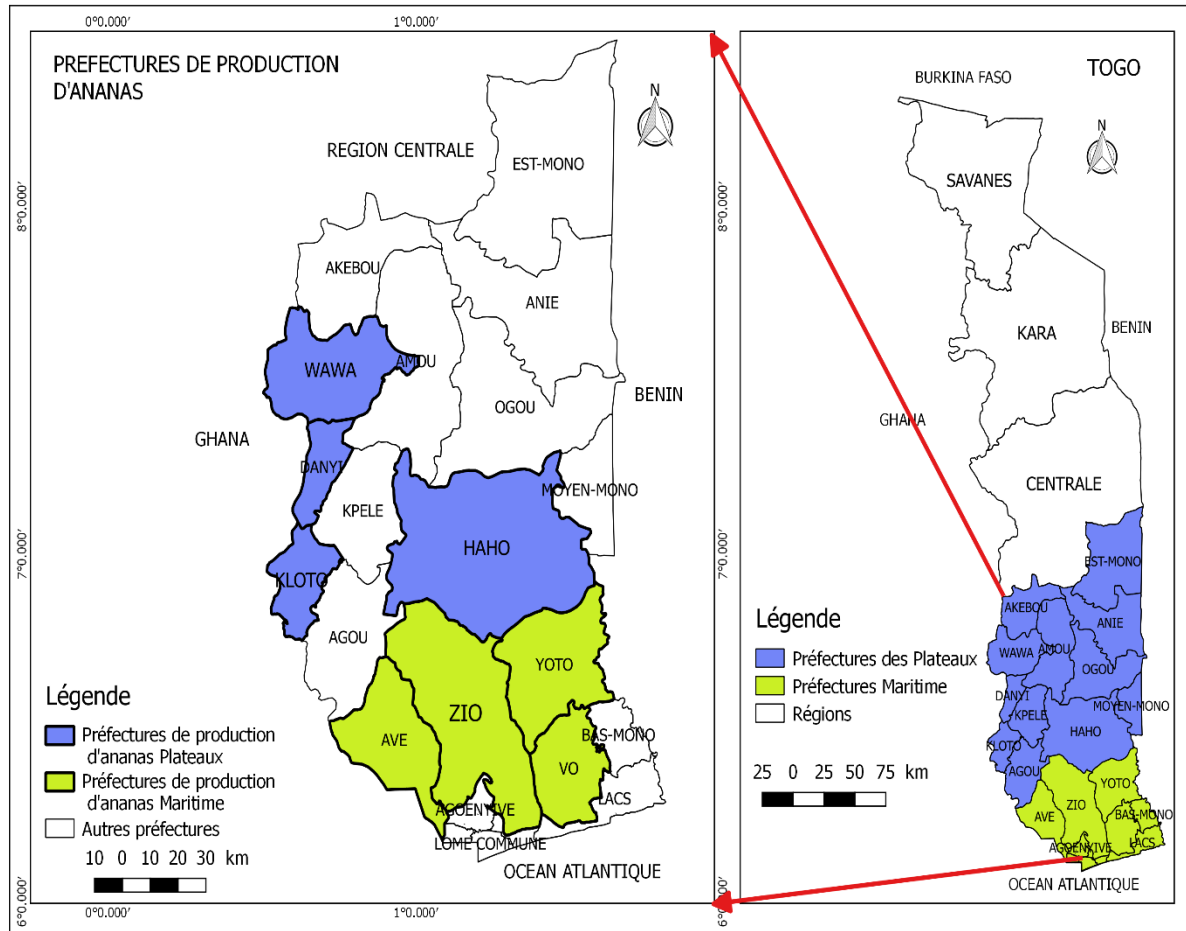 0°0.000'
1°0.000'
PREFECTURES DE PRODUCTION
D'ANANAS
N
REGION CENTRALE
EST-MONO
8°0.000'
AKEBOU
ANIE
WAWA
AMOU
OGOU
BENIN
GHANA
DANYI
MOYEN-MONO
KPELE
HAHO
7°0.000'
KLOTO
AGOU
YOTO
ZIO
AVE
VO
BAS-MONO
LACS
AGOENYIVE
LOME COMMUNE
OCEAN ATLANTIQUE
Légende
Préfectures de production
d'ananas Plateaux
Préfectures de production
d'ananas Maritime
Autres préfectures
10 0 10 20 30 km
6°0.000'
0°0.000'
1°0.000'
TOGO
BURKINA FASO
N
SAVANES
8°0.000'
KARA
BENIN
GHANA
CENTRALE
7°0.000'
EST-MONO
AKEBOU
ANIE
WAWA
AMOU
OGOU
DANYI
KPELE
MOYEN-MONO
HAHO
KLOTO
AGOU
YOTO
ZIO
AVE
BAS-MONO
LACS
AGOENYIVE
OCEAN ATLANTIQUE
Légende
Préfectures des Plateaux
Préfectures Maritime
Régions
25 0 25 50 75 km
6°0.000'